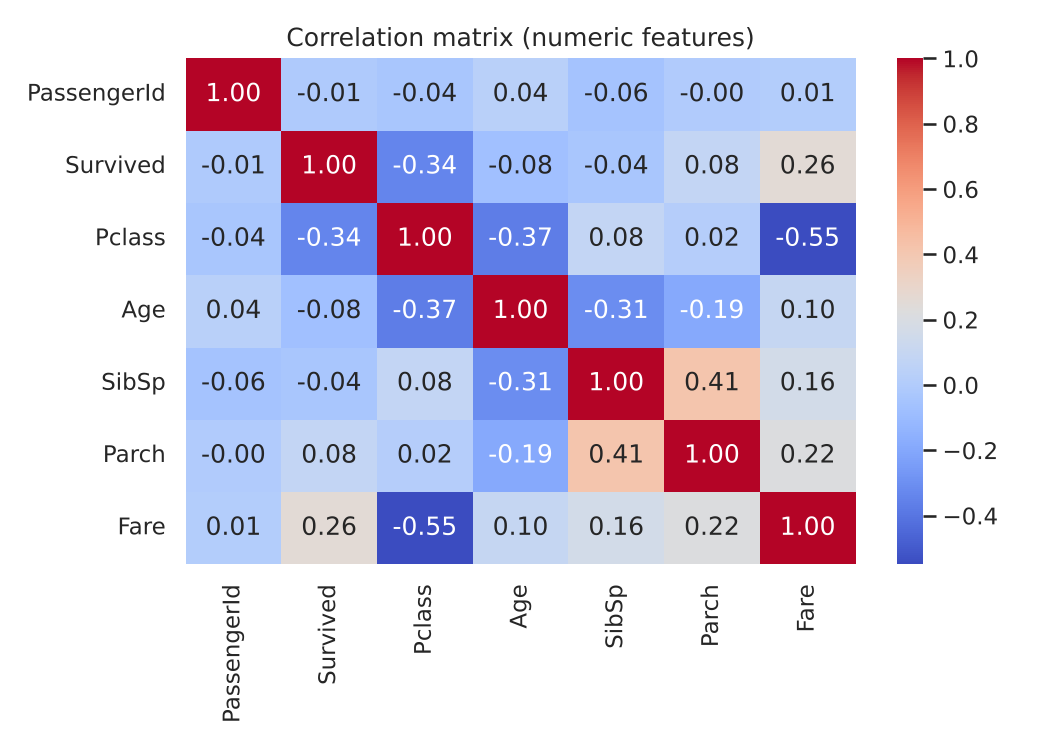 Correlation matrix (numeric features)
PassengerId 1.00 -0.01 -0.04 0.04 -0.06 -0.00 0.01
Survived -0.01 1.00 -0.34 -0.08 -0.04 0.08 0.26
Pclass -0.04 -0.34 1.00 -0.37 0.08 0.02 -0.55
Age 0.04 -0.08 -0.37 1.00 -0.31 -0.19 0.10
SibSp -0.06 -0.04 0.08 -0.31 1.00 0.41 0.16
Parch -0.00 0.08 0.02 -0.19 0.41 1.00 0.22
Fare 0.01 0.26 -0.55 0.10 0.16 0.22 1.00
PassengerId Survived Pclass Age SibSp Parch Fare
1.0
0.8
0.6
0.4
0.2
0.0
−0.2
−0.4